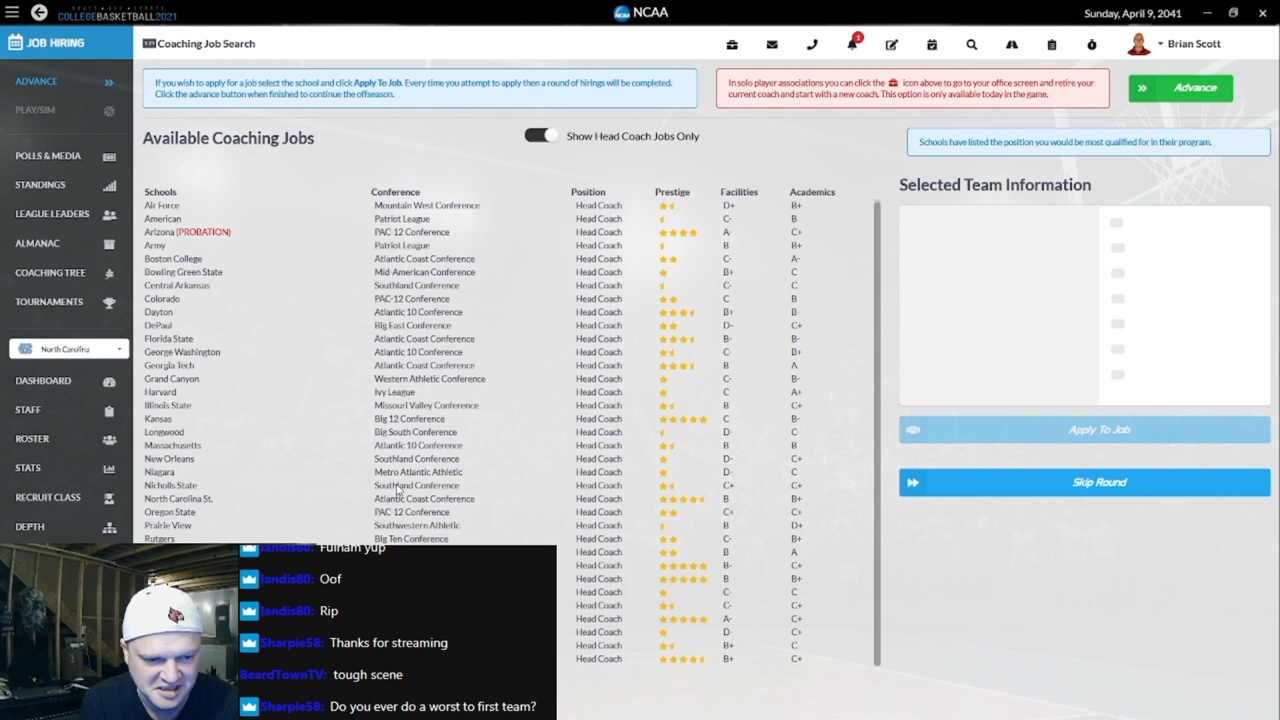 DRAFT DAY SPORTS
COLLEGEBASKETBALL2021
NCAA NCAA
Sunday, April 9, 2041
JOB HIRING
Coaching Job Search
1
Brian Scott
ADVANCE
PLAY/SIM
POLLS & MEDIA
STANDINGS
LEAGUE LEADERS
ALMANAC
COACHING TREE
TOURNAMENTS
North Carolina
DASHBOARD
STAFF
ROSTER
STATS
RECRUIT CLASS
DEPTH
If you wish to apply for a job select the school and click Apply To Job. Every time you attempt to apply then a round of hirings will be completed.
Click the advance button when finished to continue the offseason.
In solo player associations you can click the icon above to go to your office screen and retire your
current coach and start with a new coach. This option is only available today in the game.
Advance
Available Coaching Jobs
Show Head Coach Jobs Only
Schools have listed the position you would be most qualified for in their program.
Selected Team Information
Schools Conference Position Prestige Facilities Academics
Air Force Mountain West Conference Head Coach D+ B+
American Patriot League Head Coach C- B
Arizona (PROBATION) PAC-12 Conference Head Coach A- C+
Army Patriot League Head Coach B B+
Boston College Atlantic Coast Conference Head Coach C- A-
Bowling Green State Mid-American Conference Head Coach B+ C
Central Arkansas Southland Conference Head Coach C- C
Colorado PAC-12 Conference Head Coach C B
Dayton Atlantic 10 Conference Head Coach B+ B-
DePaul Big East Conference Head Coach D- C+
Florida State Atlantic Coast Conference Head Coach B- B-
George Washington Atlantic 10 Conference Head Coach C- B+
Georgia Tech Atlantic Coast Conference Head Coach B A
Grand Canyon Western Athletic Conference Head Coach C- B-
Harvard Ivy League Head Coach C A+
Illinois State Missouri Valley Conference Head Coach B C+
Kansas Big 12 Conference Head Coach C B-
Longwood Big South Conference Head Coach D- C-
Massachusetts Atlantic 10 Conference Head Coach B B
New Orleans Southland Conference Head Coach D- C+
Niagara Metro Atlantic Athletic Head Coach D- C
Nicholls State Southland Conference Head Coach C+ C+
North Carolina St. Atlantic Coast Conference Head Coach B B+
Oregon State PAC-12 Conference Head Coach C+ C+
Prairie View Southwestern Athletic Head Coach B D+
Rutgers Big Ten Conference Head Coach C- B+
Head Coach B A
Head Coach B- C+
Head Coach B B+
Head Coach C- C
Head Coach C- C+
Head Coach A- C+
Head Coach D- C+
Head Coach B+ C
Head Coach B+ C+
Apply To Job
Skip Round
landis80: Fulham yup
landis80: Oof
landis80: Rip
Sharpie58: Thanks for streaming
BeardTownTV: tough scene
Sharpie58: Do you ever do a worst to first team?